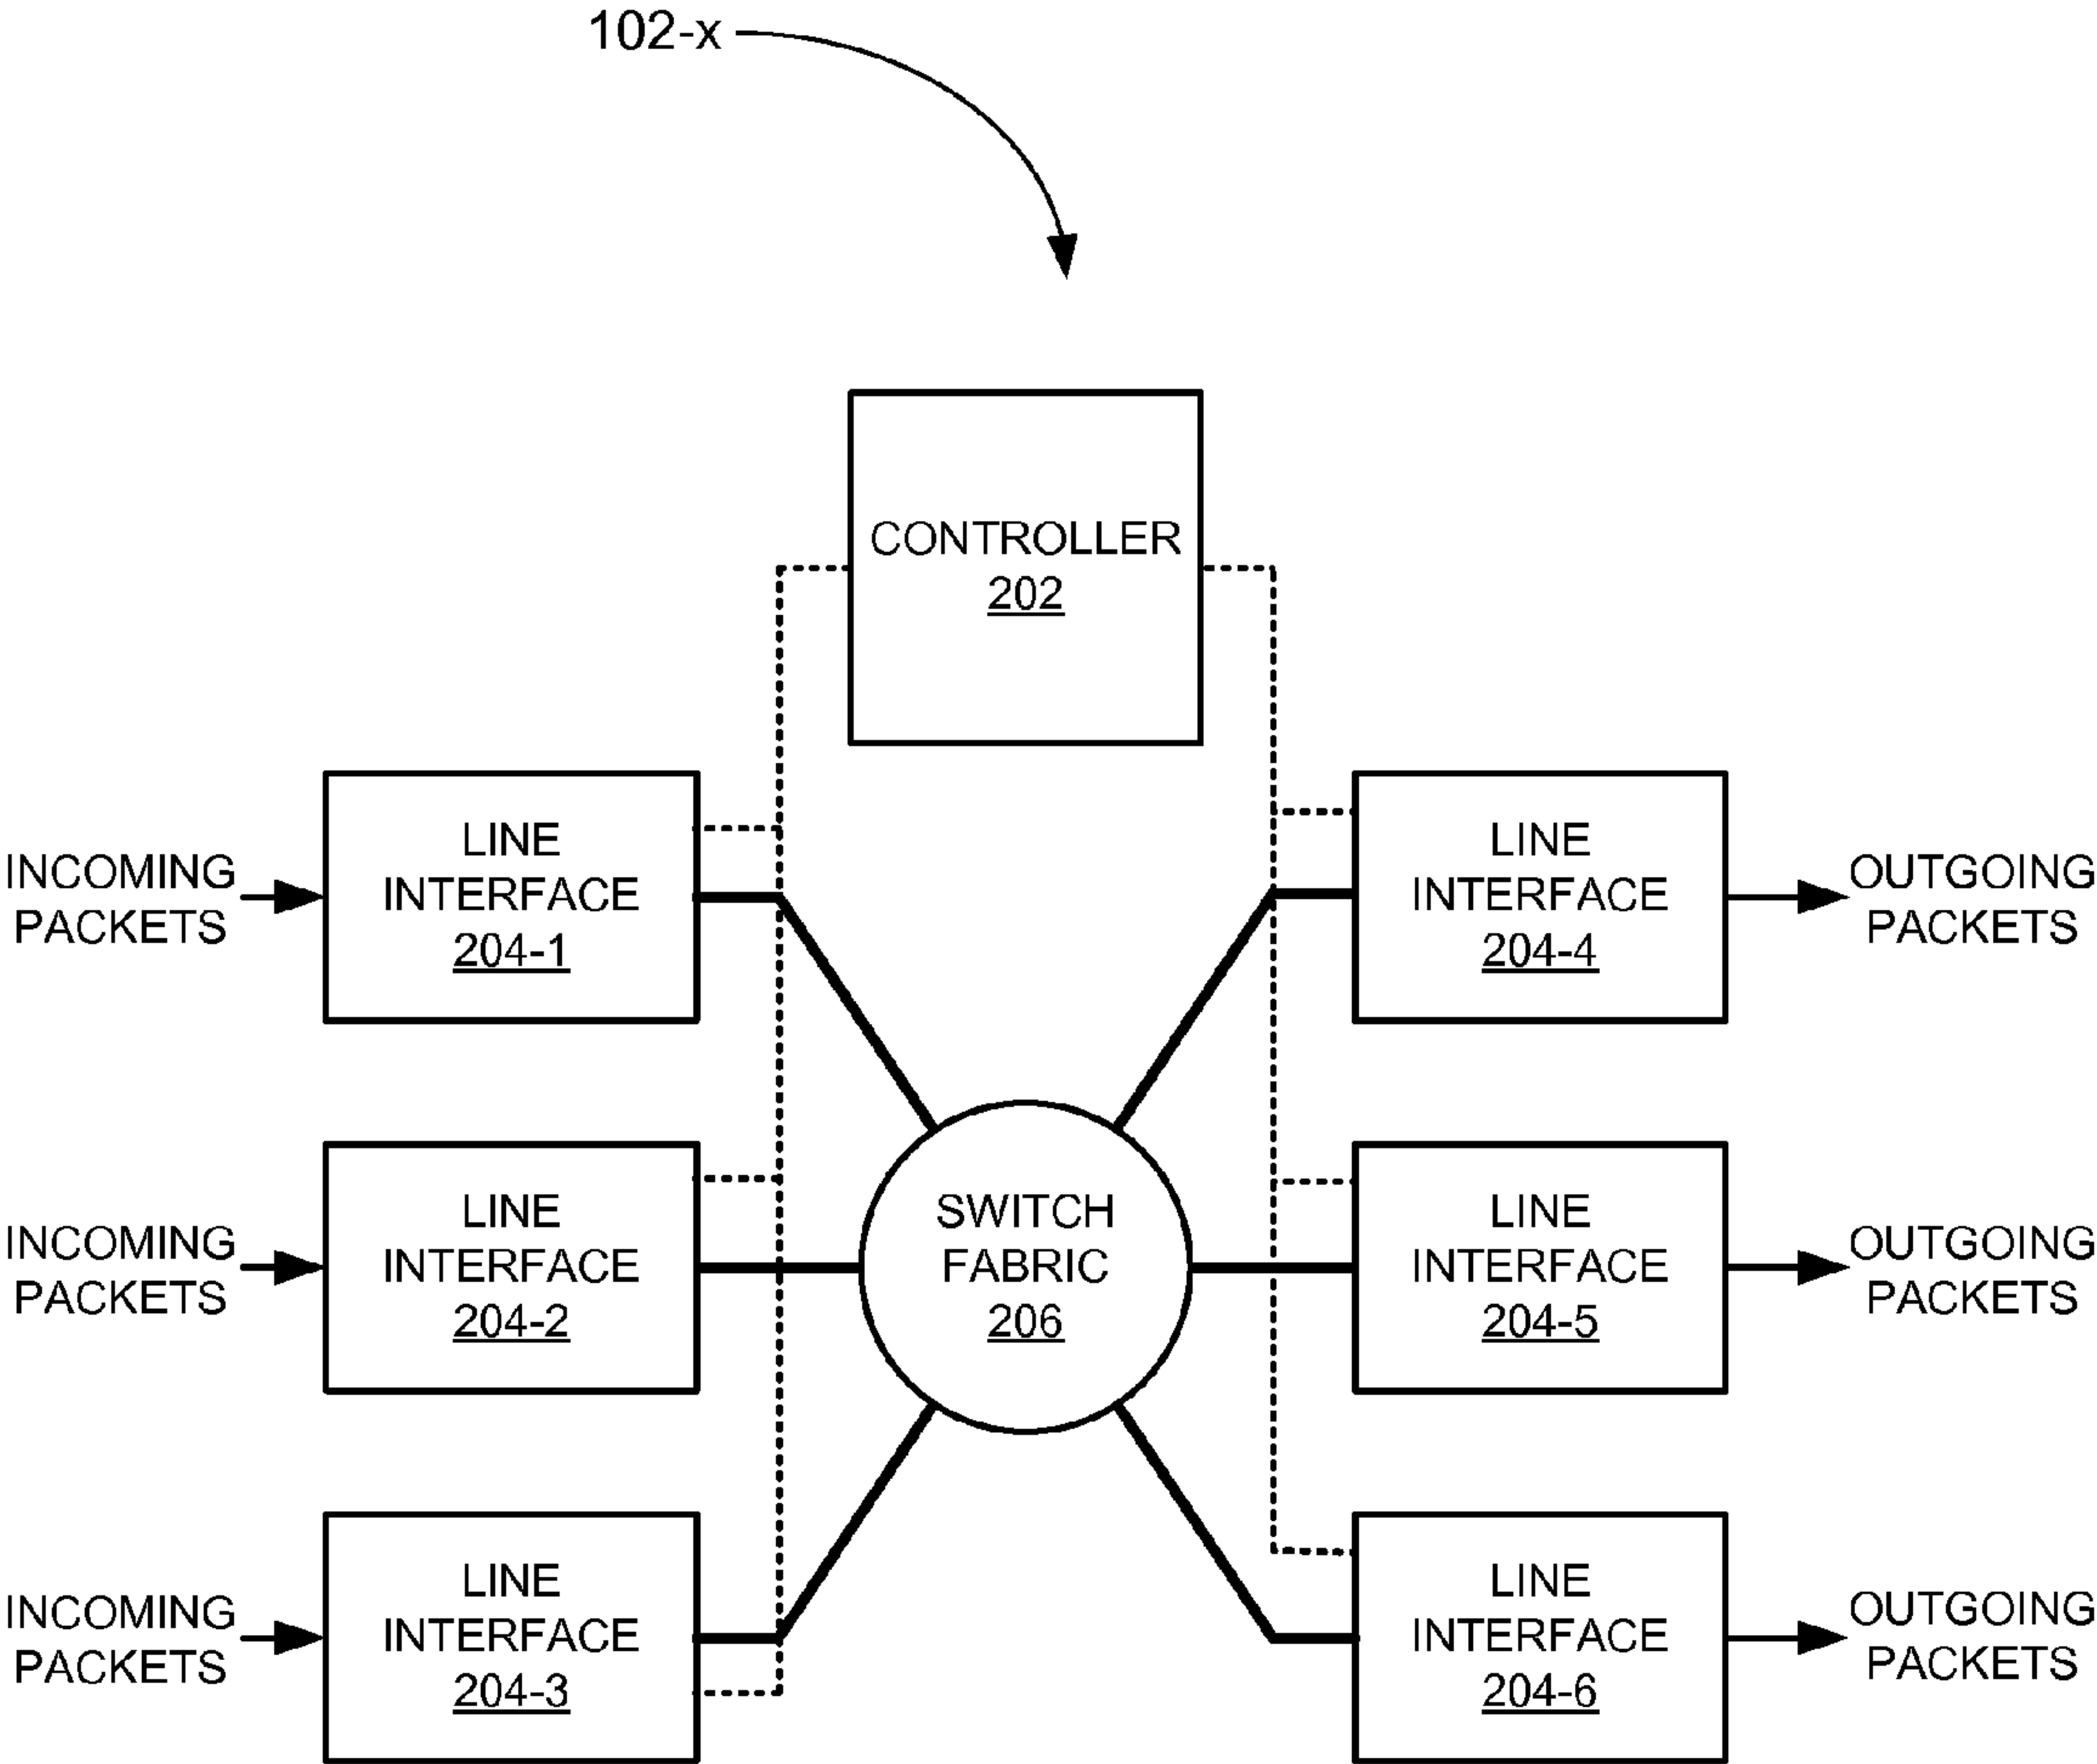 102-x
CONTROLLER
202
INCOMING
PACKETS
LINE
INTERFACE
204-1
LINE
INTERFACE
204-4
OUTGOING
PACKETS
INCOMING
PACKETS
LINE
INTERFACE
204-2
SWITCH
FABRIC
206
LINE
INTERFACE
204-5
OUTGOING
PACKETS
INCOMING
PACKETS
LINE
INTERFACE
204-3
LINE
INTERFACE
204-6
OUTGOING
PACKETS